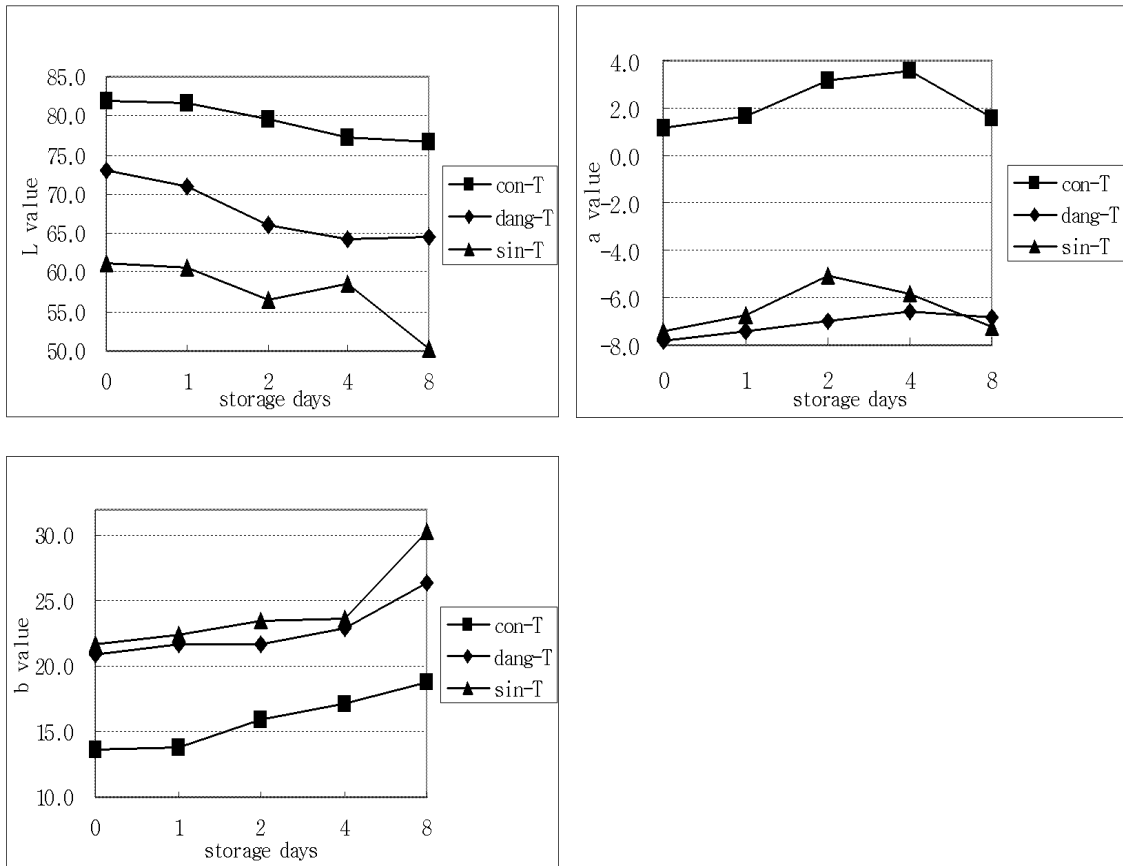 85.0
80.0
75.0
70.0
65.0
60.0
55.0
50.0
L value
0 1 2 4 8
storage days
con-T
dang-T
sin-T
4.0
2.0
0.0
-2.0
-4.0
-6.0
-8.0
a value
0 1 2 4 8
storage days
con-T
dang-T
sin-T
30.0
25.0
20.0
15.0
10.0
b value
0 1 2 4 8
storage days
con-T
dang-T
sin-T